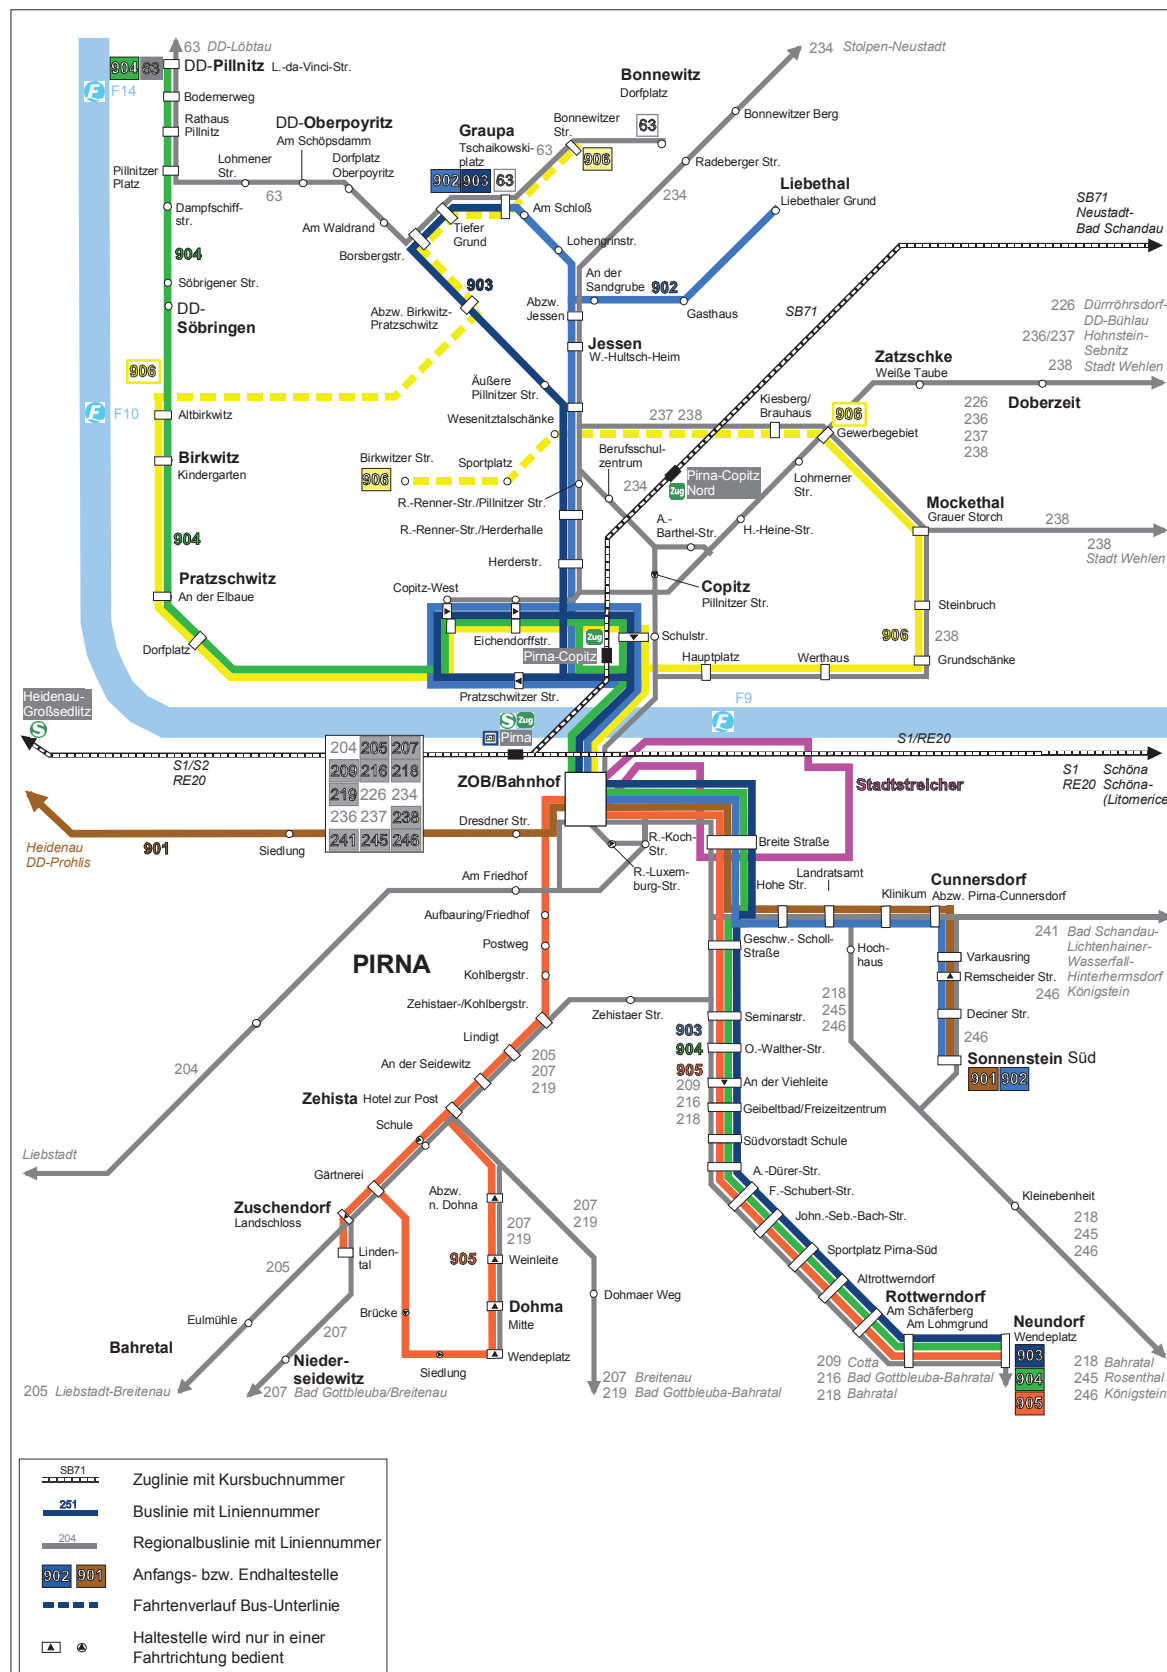 63 DD-Löbtau
904 63
DD-Pillnitz L.-da-Vinci-Str.
F F14
Bodemerweg
Rathaus
Pillnitz
Pillnitzer
Platz
Lohmener
Str.
63
DD-Oberpoyritz
Am Schöpsdamm
Dorfplatz
Oberpoyritz
Am Waldrand
Borsbergstr.
Dampfschiff-
str.
904
Söbrigener Str.
DD-
Söbringen
906
F F10
Altbirkwitz
Birkwitz
Kindergarten
904
Pratzschwitz
An der Elbaue
Dorfplatz
Graupa
Tschaikowski-
platz
902 903 63
63
Bonnewitz
Dorfplatz
Bonnewitzer
Str.
63
906
Tiefer
Grund
Am Schloß
Lohengrinstr.
234 Stolpen-Neustadt
Bonnewitzer Berg
Radeberger Str.
234
Liebethal
Liebethaler Grund
SB71
Neustadt-
Bad Schandau
903
Abzw. Birkwitz-
Pratzschwitz
An der
Sandgrube
902
Gasthaus
Abzw.
Jessen
Jessen
W.-Hultsch-Heim
SB71
226 Dürrröhrsdorf-
DD-Bühlau
236/237 Hohnstein-
Sebnitz
238 Stadt Wehlen
Zatzschke
Weiße Taube
Doberzeit
226
236
237
238
Äußere
Pillnitzer Str.
Wesenitztalschänke
237 238
Kiesberg/
Brauhaus
906
Gewerbegebiet
Birkwitzer Str.
906
Sportplatz
Berufsschul-
zentrum
234
Zug
Pirna-Copitz
Nord
Lohmerner
Str.
R.-Renner-Str./Pillnitzer Str.
R.-Renner-Str./Herderhalle
A.-
Barthel-Str.
H.-Heine-Str.
Mockethal
Grauer Storch
238
238
Stadt Wehlen
Herderstr.
Copitz-West
Copitz
Pillnitzer Str.
Steinbruch
906
238
Eichendorffstr.
Zug
Pirna-Copitz
Schulstr.
Hauptplatz
Werthaus
Grundschänke
Pratzschwitzer Str.
Heidenau-
Großsedlitz
S
S Zug
Pirna
F9
F
S1/S2
RE20
S1/RE20
S1 Schöna
RE20 Schöna-
(Litomerice
204 205 207
209 216 218
219 226 234
236 237 238
241 245 246
ZOB/Bahnhof
Stadtstreicher
Heidenau
DD-Prohlis
901
Siedlung
Dresdner Str.
R.-Koch-
Str.
R.-Luxem-
burg-Str.
Breite Straße
Am Friedhof
Aufbauring/Friedhof
Postweg
Kohlbergstr.
PIRNA
Zehistaer-/Kohlbergstr.
Hohe Str.
Landratsamt
Klinikum
Cunnersdorf
Abzw. Pirna-Cunnersdorf
Geschw.- Scholl-
Straße
Hoch-
haus
241 Bad Schandau-
Lichtenhainer-
Wasserfall-
Hinterhermsdorf
246 Königstein
Varkausring
Remscheider Str.
Deciner Str.
246
Sonnenstein Süd
901 902
218
245
246
Zehistaer Str.
Seminarstr.
903
904
905
209
216
218
O.-Walther-Str.
An der Viehleite
Geibeltbad/Freizeitzentrum
Südvorstadt Schule
A.-Dürer-Str.
F.-Schubert-Str.
John.-Seb.-Bach-Str.
Sportplatz Pirna-Süd
Altrottwerndorf
Rottwerndorf
Am Schäferberg
Am Lohmgrund
Neundorf
Wendeplatz
903
904
905
Kleinebenheit
218
245
246
Lindigt
An der Seidewitz
205
207
219
204
Zehista Hotel zur Post
Schule
Liebstadt
Gärtnerei
Zuschendorf
Landschloss
Linden-
tal
Abzw.
n. Dohna
207
219
207
219
905
Weinleite
Dohma
Mitte
Wendeplatz
Dohmaer Weg
205
Eulmühle
Brücke
Siedlung
Bahretal
207
Nieder-
seidewitz
205 Liebstadt-Breitenau
207 Bad Gottleuba/Breitenau
207 Breitenau
219 Bad Gottleuba-Bahratal
209 Cotta
216 Bad Gottleuba-Bahratal
218 Bahratal
218 Bahratal
245 Rosenthal
246 Königstein
SB71 Zuglinie mit Kursbuchnummer
251 Buslinie mit Liniennummer
204 Regionalbuslinie mit Liniennummer
902 901 Anfangs- bzw. Endhaltestelle
Fahrtenverlauf Bus-Unterlinie
Haltestelle wird nur in einer
Fahrtrichtung bedient